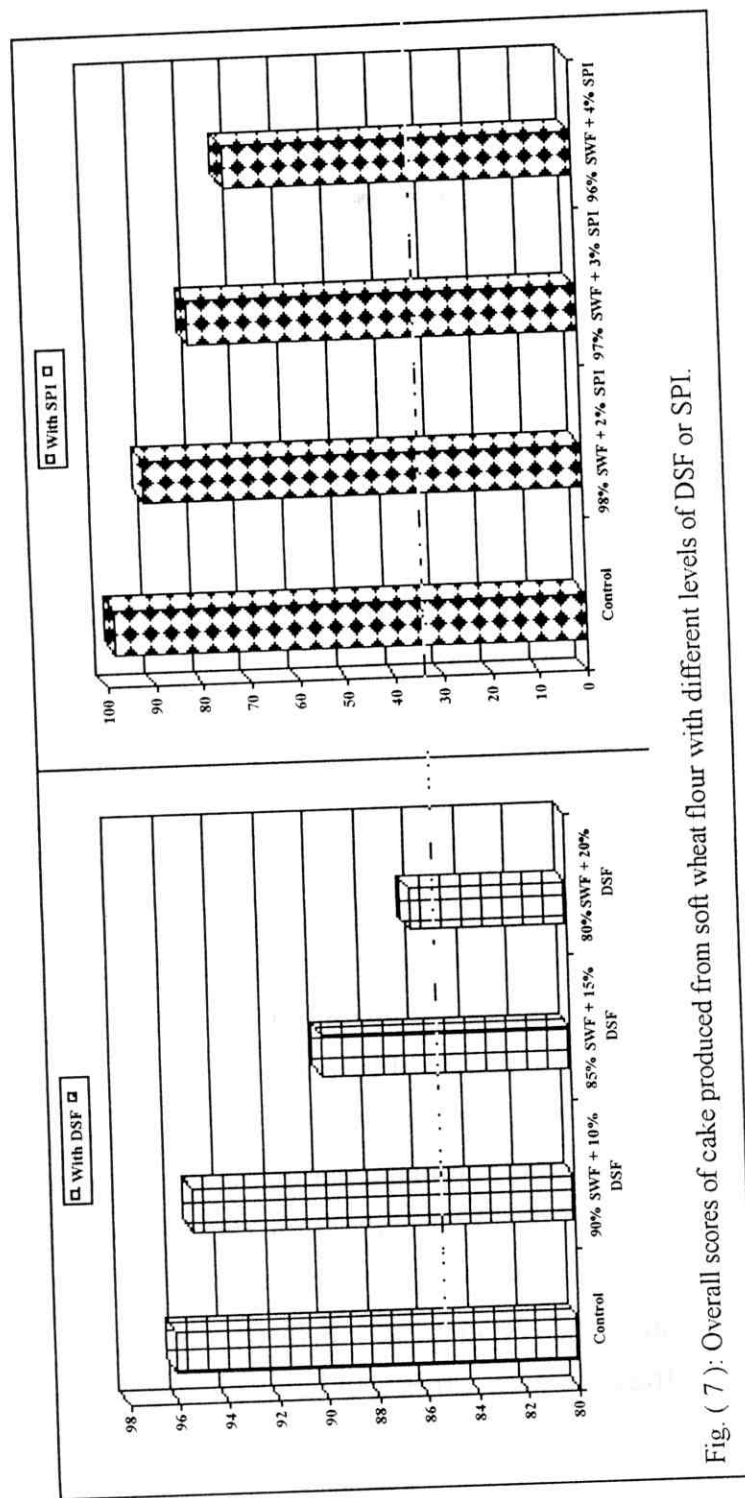 With DSF
98
96
94
92
90
88
86
84
82
80
Control
90% SWF + 10%
DSF
85% SWF + 15%
DSF
80% SWF + 20%
DSF
With SPI
100
90
80
70
60
50
40
30
20
10
0
Control
98% SWF + 2% SPI
97% SWF + 3% SPI
96% SWF + 4% SPI
Fig. ( 7 ): Overall scores of cake produced from soft wheat flour with different levels of DSF or SPI.